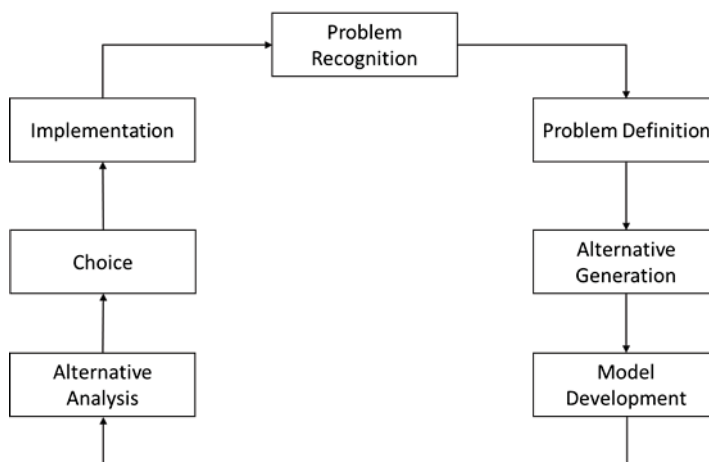 Problem
Recognition
Implementation
Problem Definition
Choice
Alternative
Generation
Alternative
Analysis
Model
Development